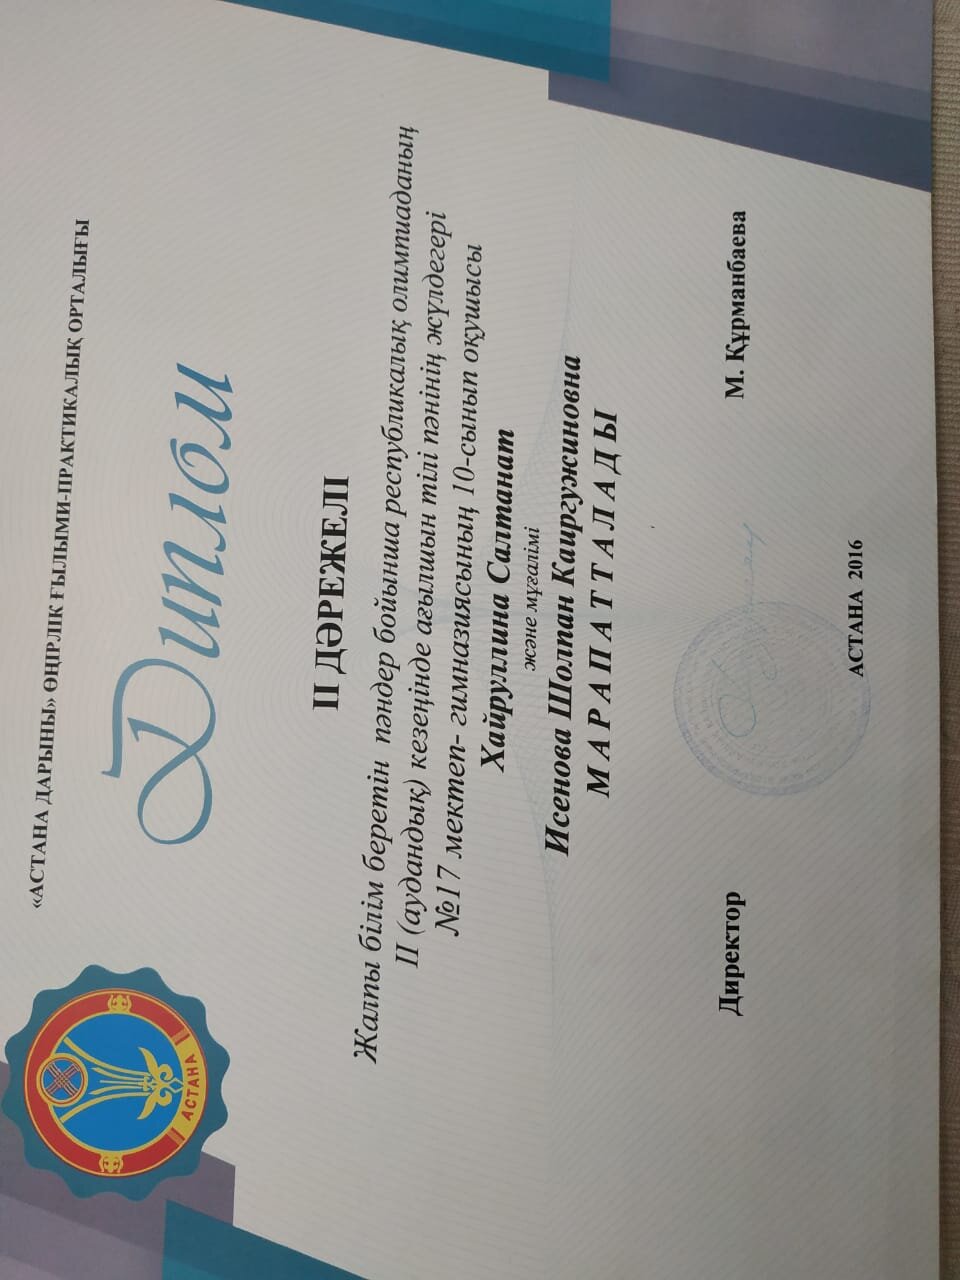 «АСТАНА ДАРЫНЫ» ӨҢІРЛІК ҒЫЛЫМИ-ПРАКТИКАЛЫҚ ОРТАЛЫҒЫ
Диплом
АСТАНА
II ДӘРЕЖЕЛІ
Жалпы білім беретін пәндер бойынша республикалық олимпиаданың
II (аудандық) кезеңінде ағылшын тілі пәнінің жүлдегері
№17 мектеп- гимназиясының 10-сынып оқушысы
Хайруллина Салтанат
және мұғалімі
Исенова Шолпан Каиргужиновна
МАРАПАТТАЛАДЫ
Директор М. Құрманбаева
АСТАНА 2016